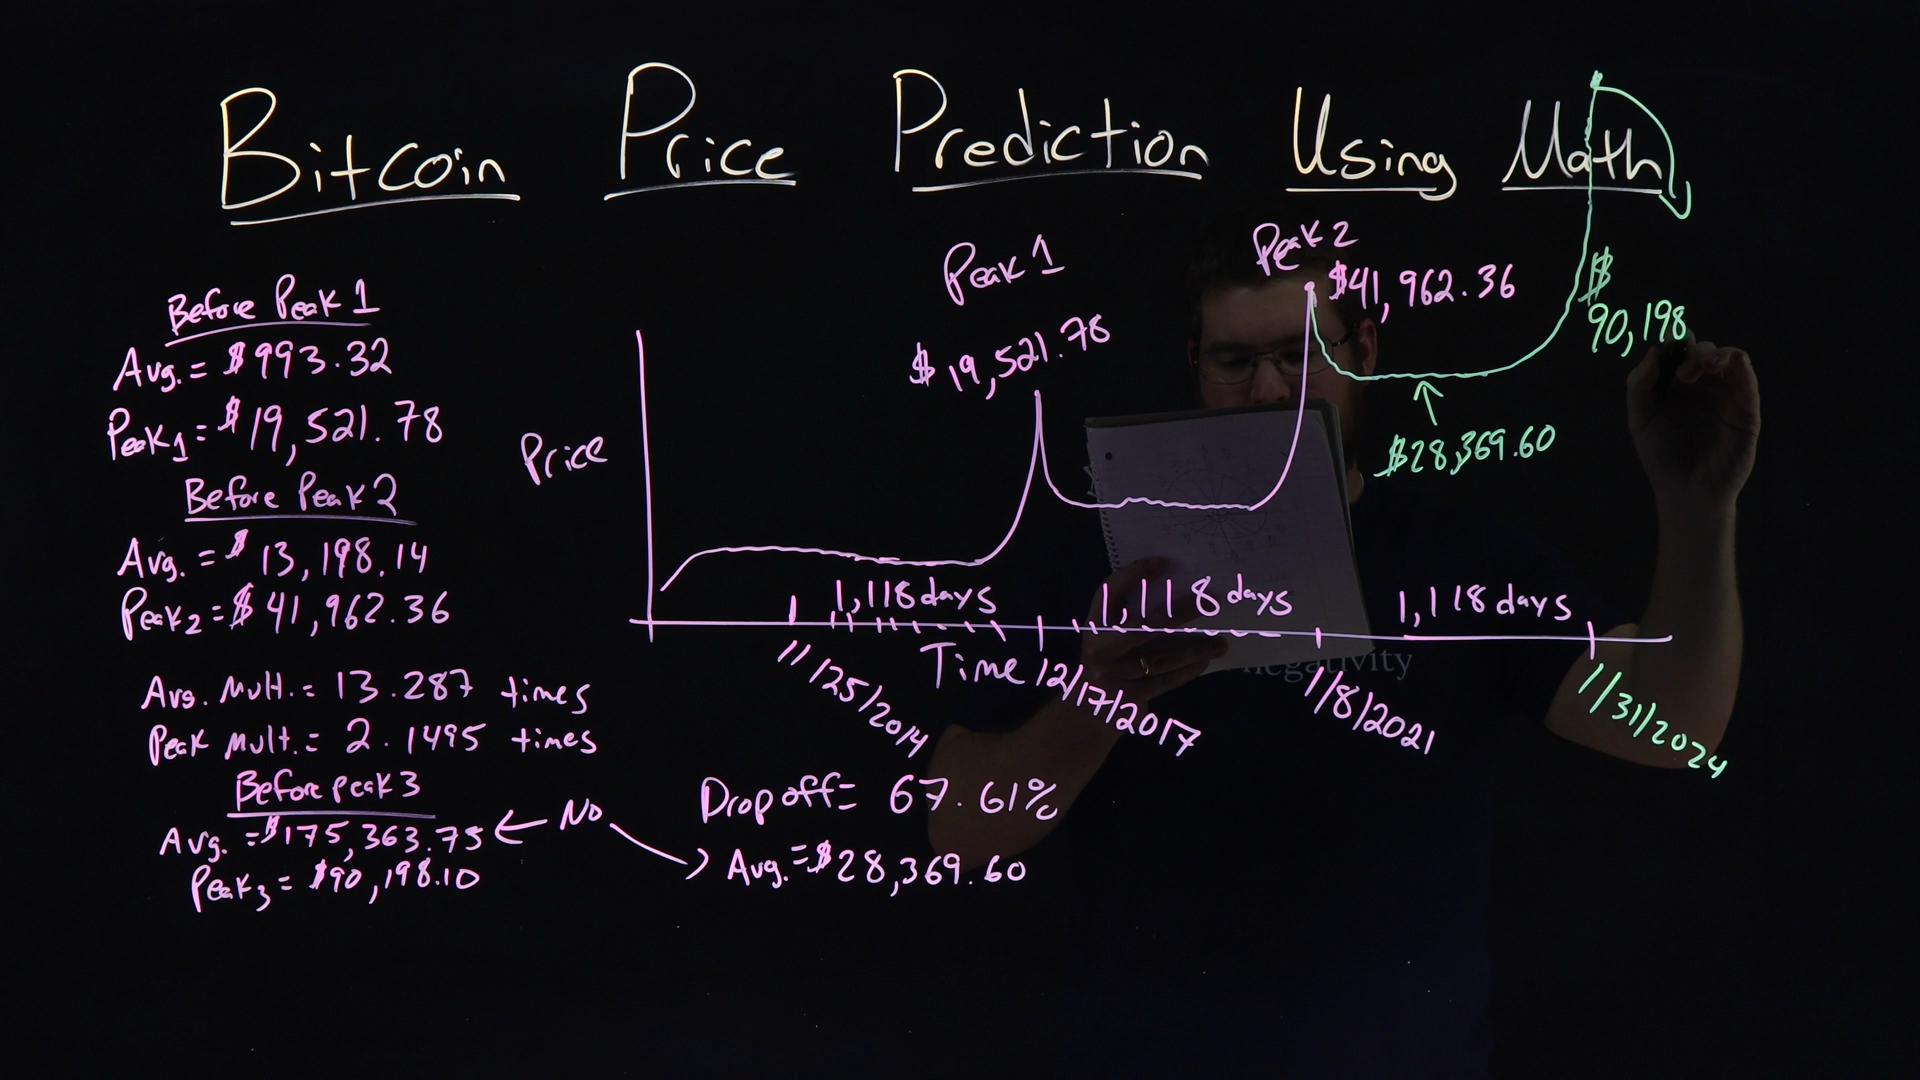 Bitcoin Price Prediction Using Math
Before Peak 1
Avg. = $993.32
Peak1 = $19,521.78
Before Peak 2
Avg. = $13,198.14
Peak2 = $41,962.36
Avg. Mult. = 13.287 times
Peak Mult. = 2.1495 times
Before peak 3
Avg. = $175,363.75 ← No → Avg. = $28,369.60
Peak3 = $90,198.10
Drop off = 67.61%
Price
Peak 1
$19,521.78
Peak 2
$41,962.36
$
90,198
$28,369.60
1,118 days
1,118 days
1,118 days
Time
11/25/2014
12/17/2017
1/8/2021
1/31/2024
negativity